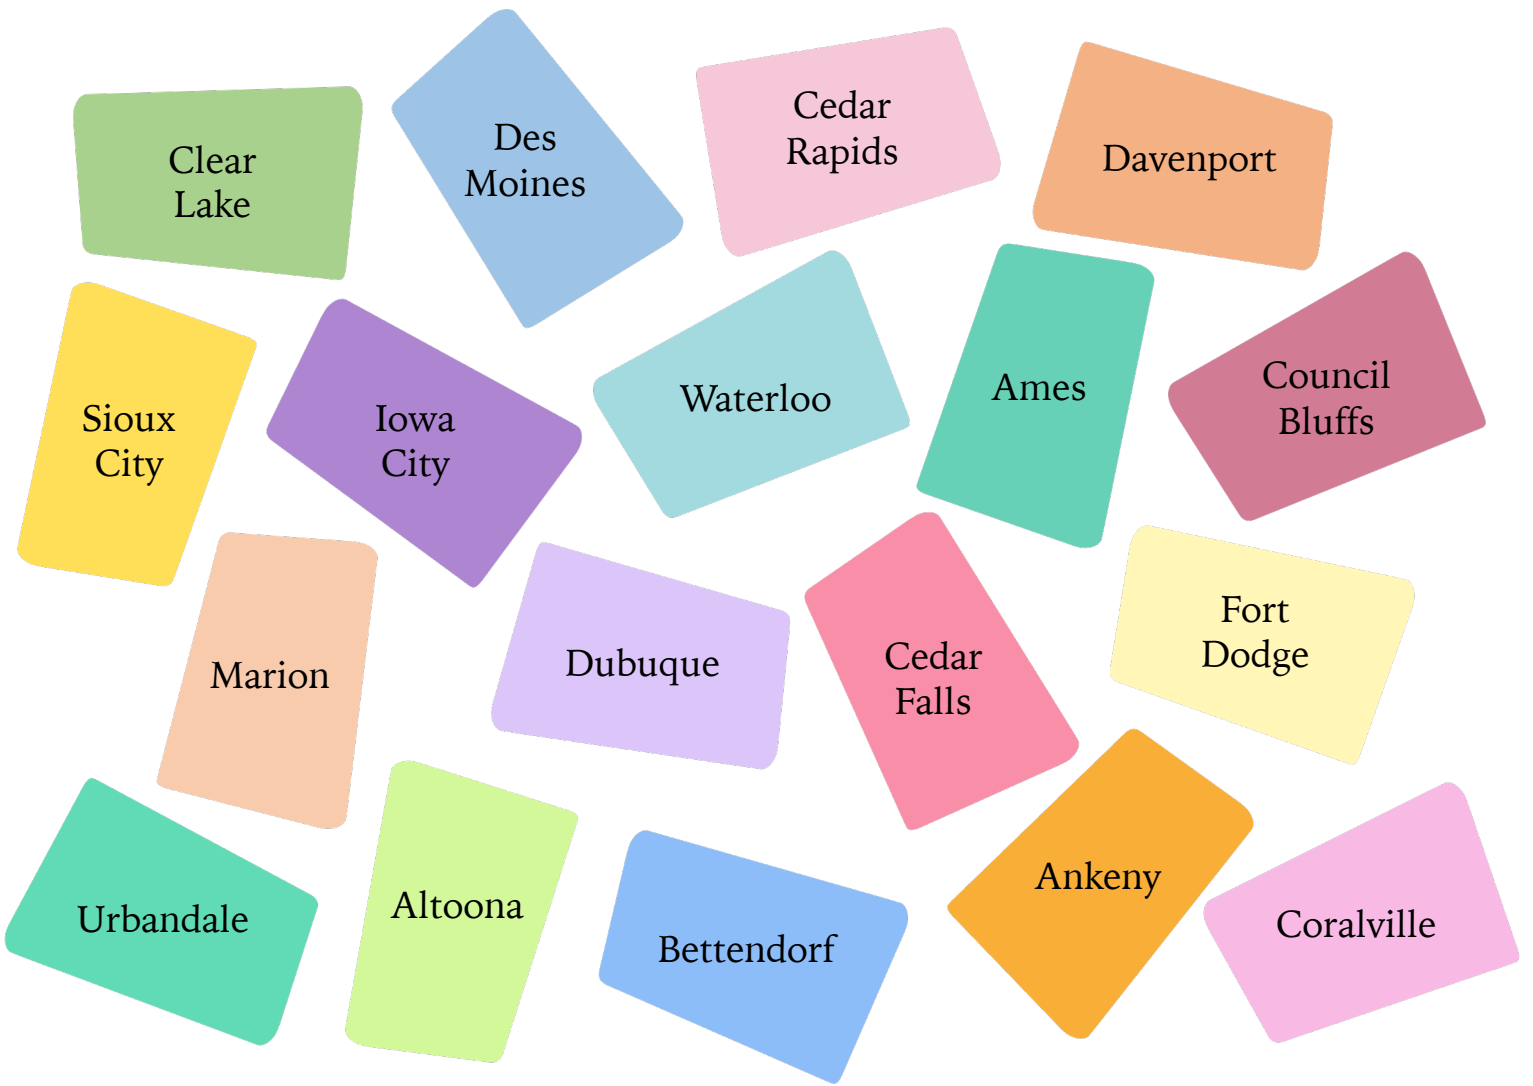 Clear
Lake
Des
Moines
Cedar
Rapids
Davenport
Sioux
City
Iowa
City
Waterloo
Ames
Council
Bluffs
Marion
Dubuque
Cedar
Falls
Fort
Dodge
Urbandale
Altoona
Bettendorf
Ankeny
Coralville